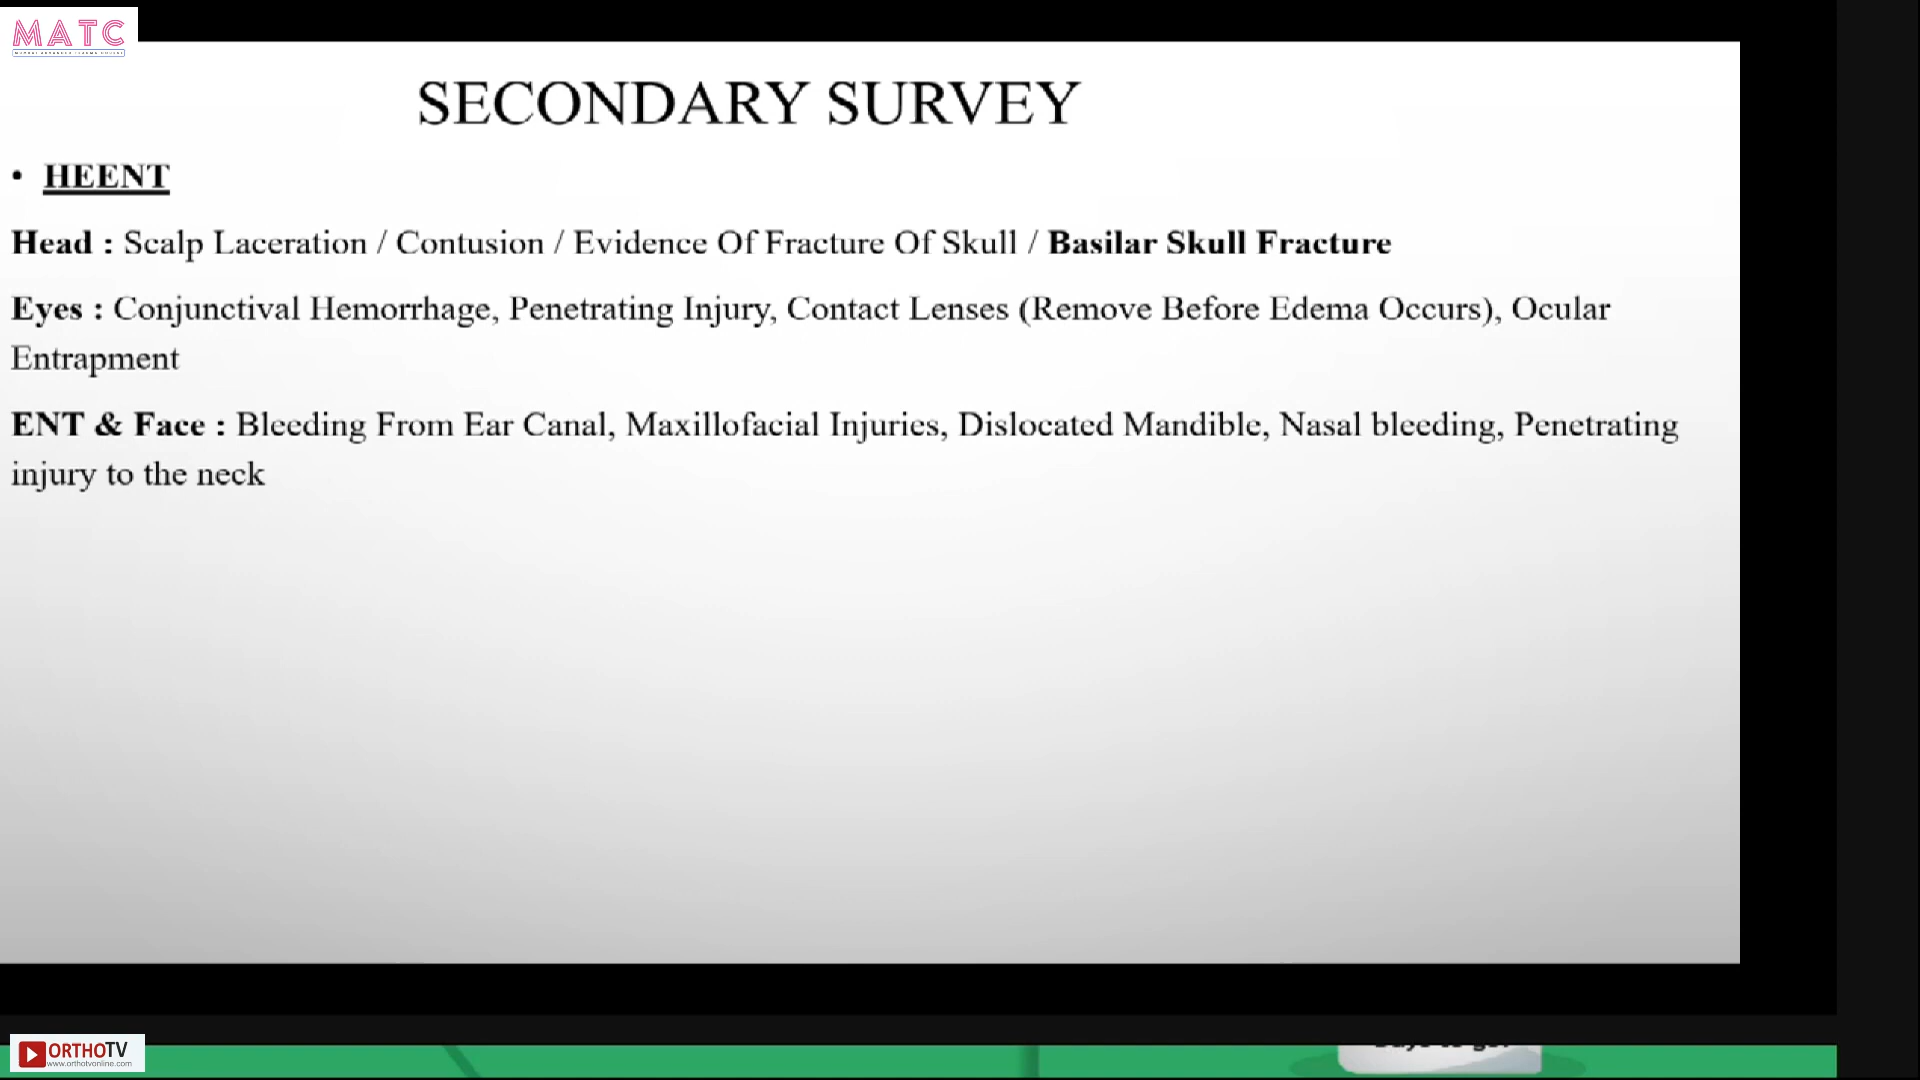 MATC
SECONDARY SURVEY
• HEENT
Head : Scalp Laceration / Contusion / Evidence Of Fracture Of Skull / Basilar Skull Fracture
Eyes : Conjunctival Hemorrhage, Penetrating Injury, Contact Lenses (Remove Before Edema Occurs), Ocular
Entrapment
ENT & Face : Bleeding From Ear Canal, Maxillofacial Injuries, Dislocated Mandible, Nasal bleeding, Penetrating
injury to the neck
ORTHOTV
www.orthotvonline.com